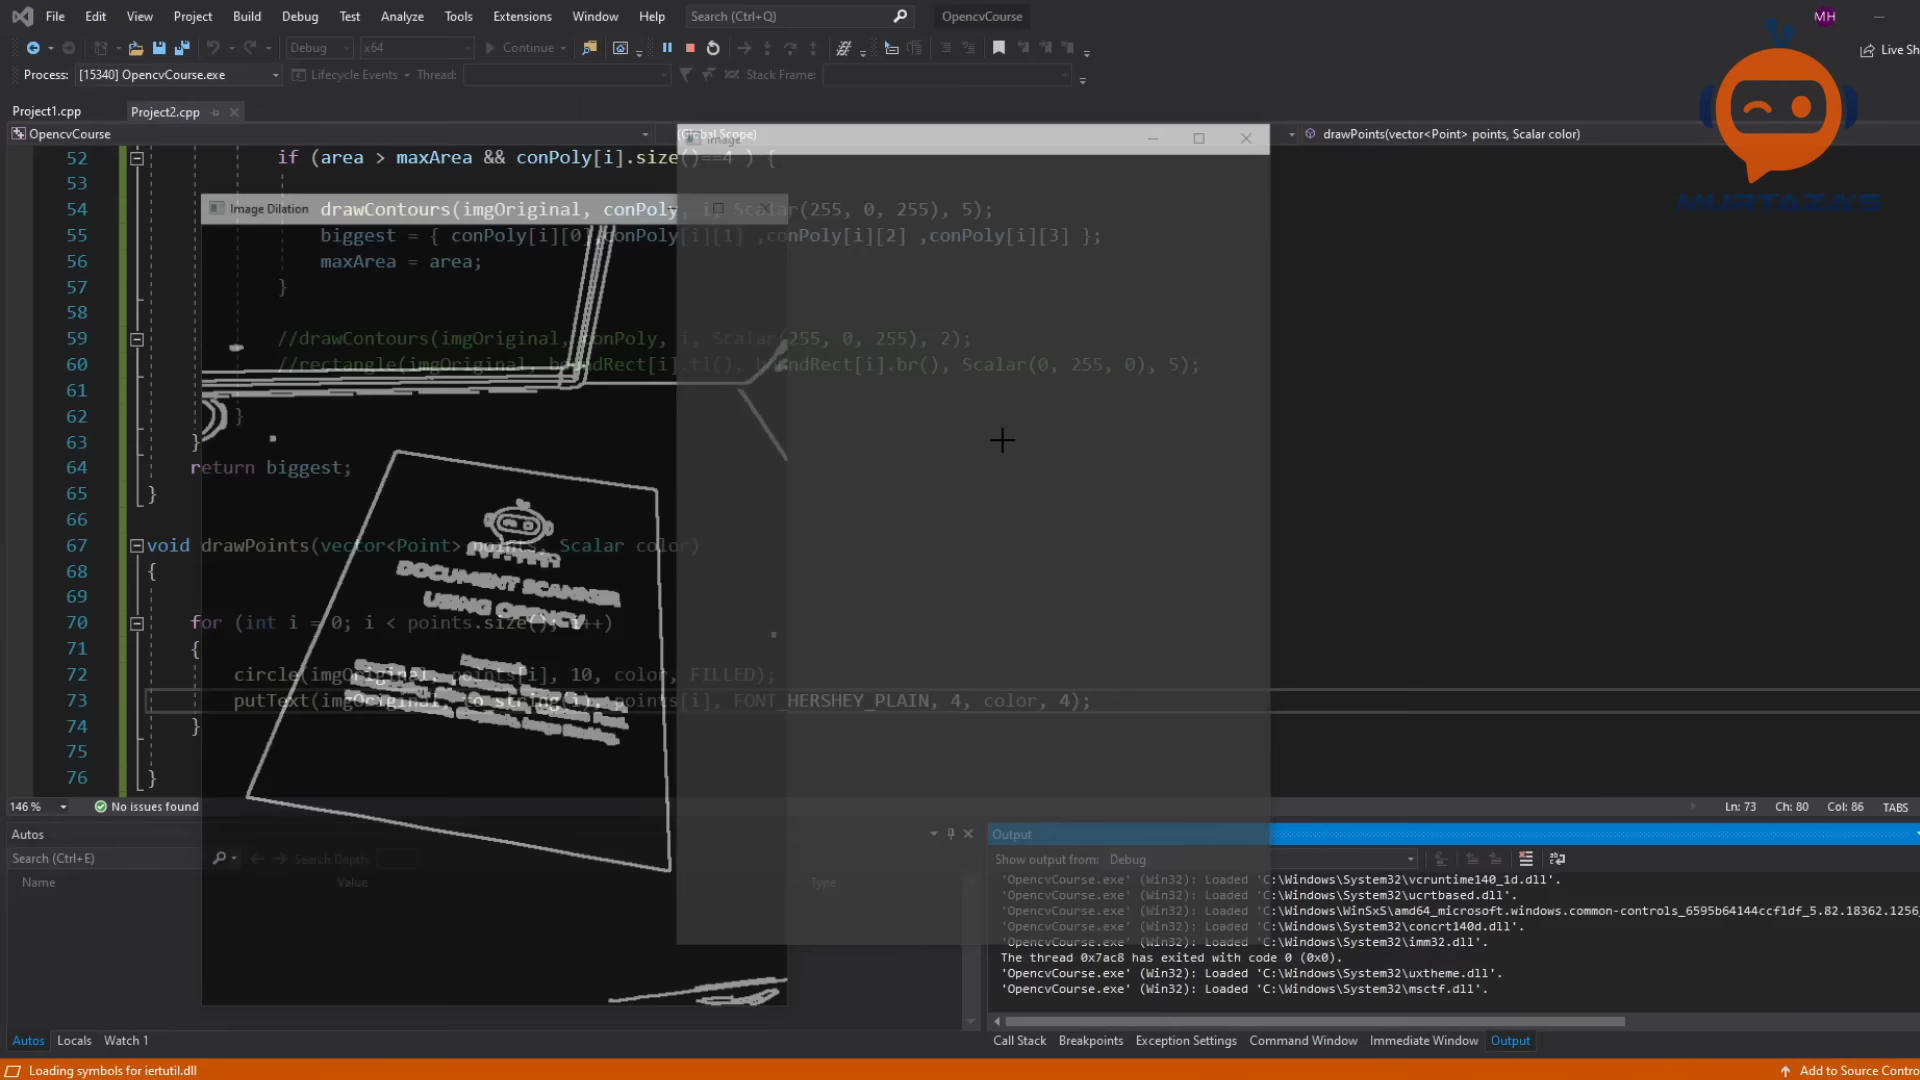 File Edit View Project Build Debug Test Analyze Tools Extensions Window Help Search (Ctrl+Q) OpencvCourse MH
Debug x64 Continue Live Sh
Process: [15340] OpencvCourse.exe Lifecycle Events Thread: Stack Frame:
Project1.cpp Project2.cpp
OpencvCourse (Global Scope) drawPoints(vector<Point> points, Scalar color)
Image
MURTAZA'S
52 if (area > maxArea && conPoly[i].size()==4 ) {
53
Image Dilation
54 drawContours(imgOriginal, conPoly, i, Scalar(255, 0, 255), 5);
55 biggest = { conPoly[i][0],conPoly[i][1] ,conPoly[i][2] ,conPoly[i][3] };
56 maxArea = area;
57 }
58
59 //drawContours(imgOriginal, conPoly, i, Scalar(255, 0, 255), 2);
60 //rectangle(imgOriginal, boundRect[i].tl(), boundRect[i].br(), Scalar(0, 255, 0), 5);
61
62 }
63 }
64 return biggest;
65 }
66
67 void drawPoints(vector<Point> points, Scalar color)
68 {
69
70 for (int i = 0; i < points.size(); i++)
71 {
72 circle(imgOriginal, points[i], 10, color, FILLED);
73 putText(imgOriginal, to_string(i), points[i], FONT_HERSHEY_PLAIN, 4, color, 4);
74 }
75
76 }
DOCUMENT SCANNER
USING OPENCV
146 % No issues found Ln: 73 Ch: 80 Col: 86 TABS
Autos
Search (Ctrl+E) Search Depth:
Name Value Type
Output
Show output from: Debug
'OpencvCourse.exe' (Win32): Loaded 'C:\Windows\System32\vcruntime140_1d.dll'.
'OpencvCourse.exe' (Win32): Loaded 'C:\Windows\System32\ucrtbased.dll'.
'OpencvCourse.exe' (Win32): Loaded 'C:\Windows\WinSxS\amd64_microsoft.windows.common-controls_6595b64144ccf1df_5.82.18362.1256_
'OpencvCourse.exe' (Win32): Loaded 'C:\Windows\System32\concrt140d.dll'.
'OpencvCourse.exe' (Win32): Loaded 'C:\Windows\System32\imm32.dll'.
The thread 0x7ac8 has exited with code 0 (0x0).
'OpencvCourse.exe' (Win32): Loaded 'C:\Windows\System32\uxtheme.dll'.
'OpencvCourse.exe' (Win32): Loaded 'C:\Windows\System32\msctf.dll'.
Autos Locals Watch 1
Call Stack Breakpoints Exception Settings Command Window Immediate Window Output
Loading symbols for iertutil.dll Add to Source Contro